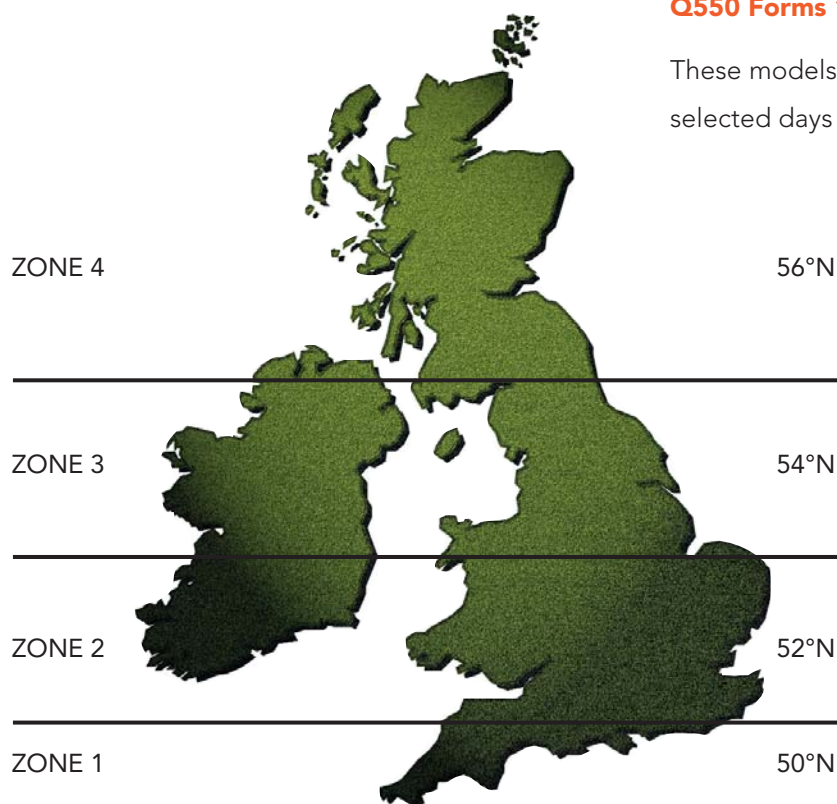 Q550 Forms
These models
selected days
ZONE 4
56°N
ZONE 3
54°N
ZONE 2
52°N
ZONE 1
50°N